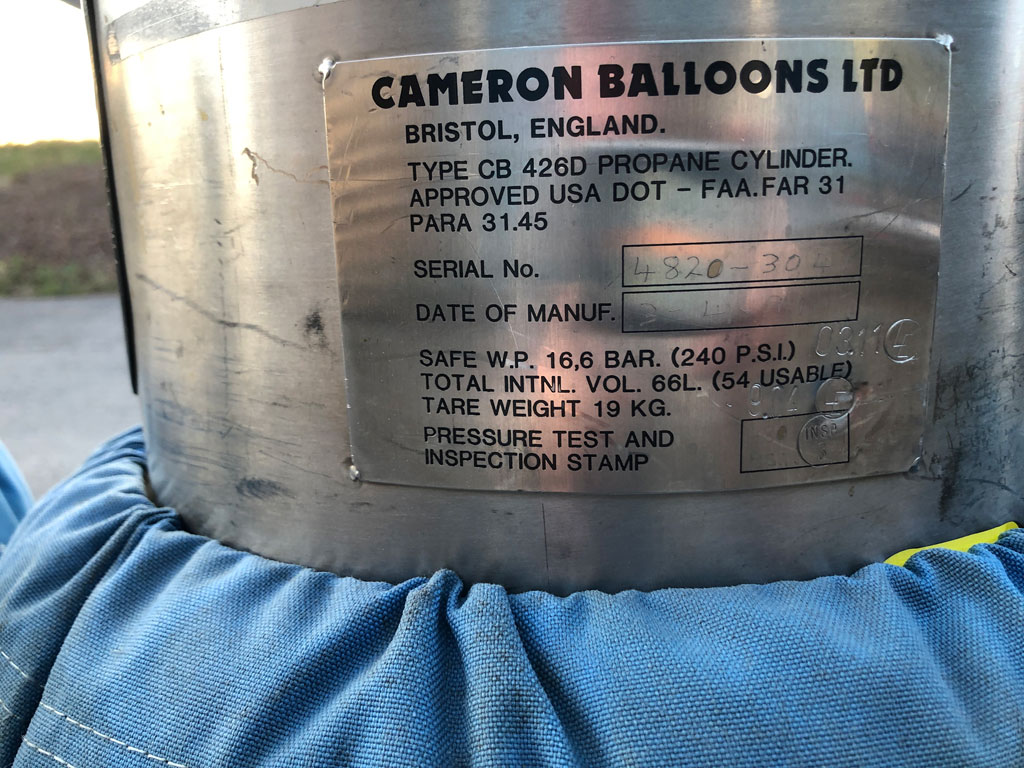 CAMERON BALLOONS LTD
BRISTOL, ENGLAND.
TYPE CB 426D PROPANE CYLINDER.
APPROVED USA DOT - FAA.FAR 31
PARA 31.45
SERIAL No. 4820-304
DATE OF MANUF.
SAFE W.P. 16,6 BAR. (240 P.S.I.) 0311 E
TOTAL INTNL. VOL. 66L. (54 USABLE)
TARE WEIGHT 19 KG.
PRESSURE TEST AND
INSPECTION STAMP INSP